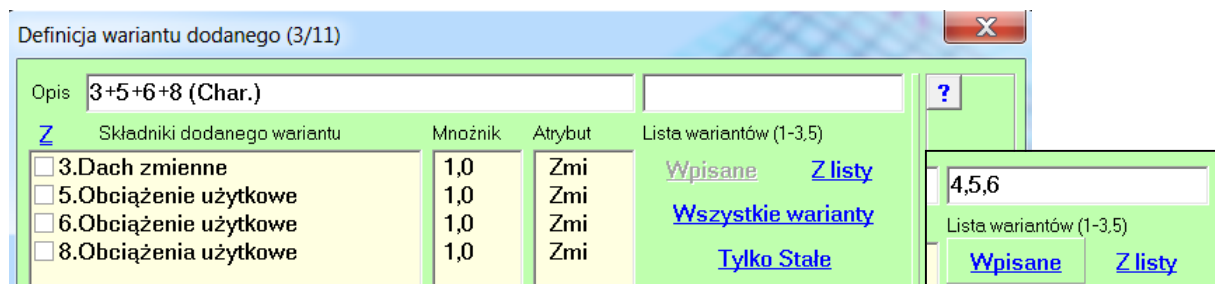 Definicja wariantu dodanego (3/11)
X
Opis 3+5+6+8 (Char.) ?
Z Składniki dodanego wariantu Mnożnik Atrybut Lista wariantów (1-3,5)
3.Dach zmienne 1,0 Zmi Wpisane Z listy
5.Obciążenie użytkowe 1,0 Zmi
6.Obciążenie użytkowe 1,0 Zmi Wszystkie warianty
8.Obciążenia użytkowe 1,0 Zmi Tylko Stałe
4,5,6
Lista wariantów (1-3,5)
Wpisane Z listy